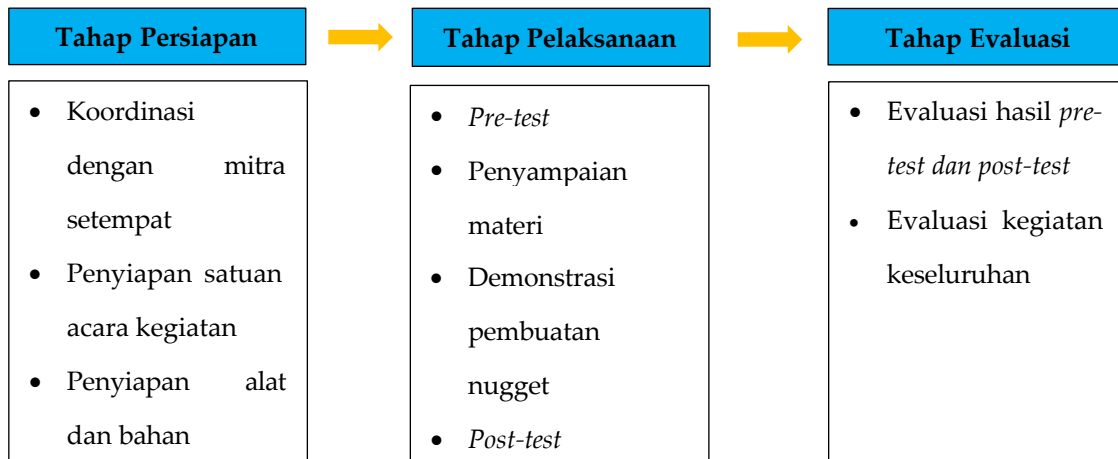 Tahap Persiapan
• Koordinasi
dengan mitra
setempat
• Penyiapan satuan
acara kegiatan
• Penyiapan alat
dan bahan
Tahap Pelaksanaan
• Pre-test
• Penyampaian
materi
• Demonstrasi
pembuatan
nugget
• Post-test
Tahap Evaluasi
• Evaluasi hasil pre-
test dan post-test
• Evaluasi kegiatan
keseluruhan